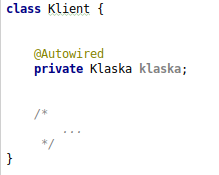 class Klient {
@Autowired
private Klaska klaska;
/*
...
*/
}